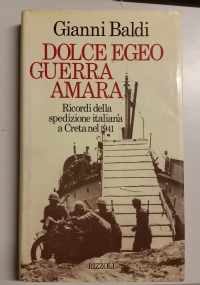 Gianni Baldi
DOLCE EGEO
GUERRA
AMARA
Ricordi della
spedizione italiana
a Creta nel 1941
RIZZOLI